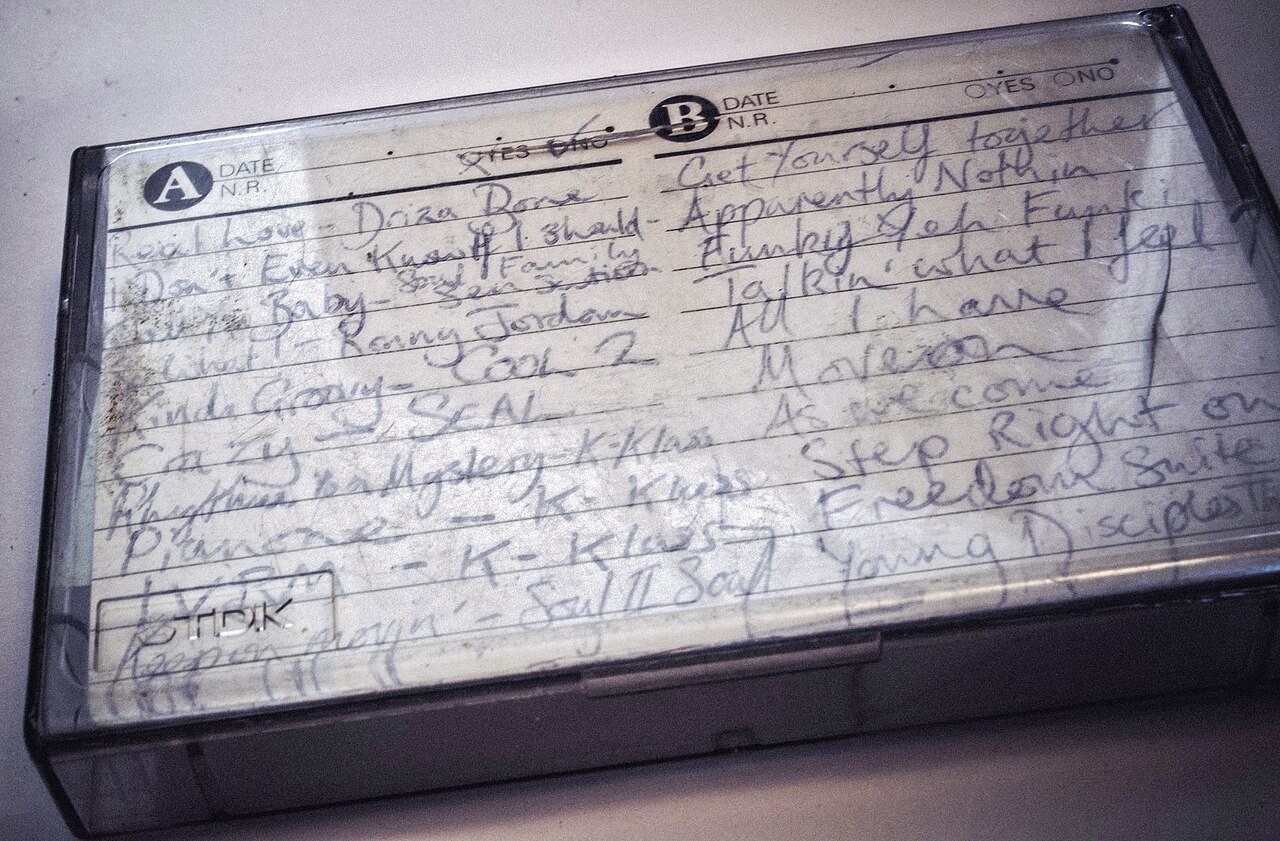 A DATE
N.R.
YES NO
Real Love - Driza Bone
I Don't Even Know If I should -
Soul Family
Baby - Sensation
What? - Ronny Jordan
Kinda Groovy - COOL 2
Crazy - SEAL
Rhythm is a Mystery - K-Klass
Pianone - K-Klass
K-Klass
Keep on movin' - Soul II Soul
TDK
B DATE
N.R.
YES NO
Get Yourself together
Apparently Nothin
Funky Yeh Funki
Talkin' what I feel
All I have
Move on
As we come
Step Right on
Freedom Suite
Young Disciples